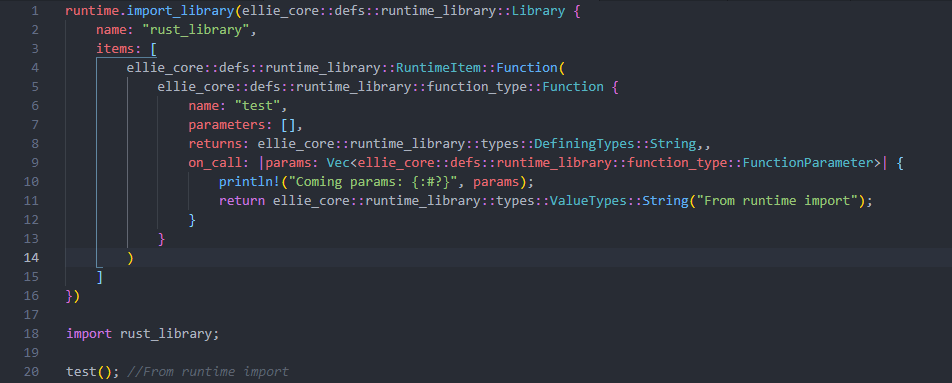 1 runtime.import_library(ellie_core::defs::runtime_library::Library {
2     name: "rust_library",
3     items: [
4         ellie_core::defs::runtime_library::RuntimeItem::Function(
5             ellie_core::defs::runtime_library::function_type::Function {
6                 name: "test",
7                 parameters: [],
8                 returns: ellie_core::runtime_library::types::DefiningTypes::String,,
9                 on_call: |params: Vec<ellie_core::defs::runtime_library::function_type::FunctionParameter>| {
10                     println!("Coming params: {:#?}", params);
11                     return ellie_core::runtime_library::types::ValueTypes::String("From runtime import");
12                 }
13             }
14         )
15     ]
16 })
17
18 import rust_library;
19
20 test(); //From runtime import